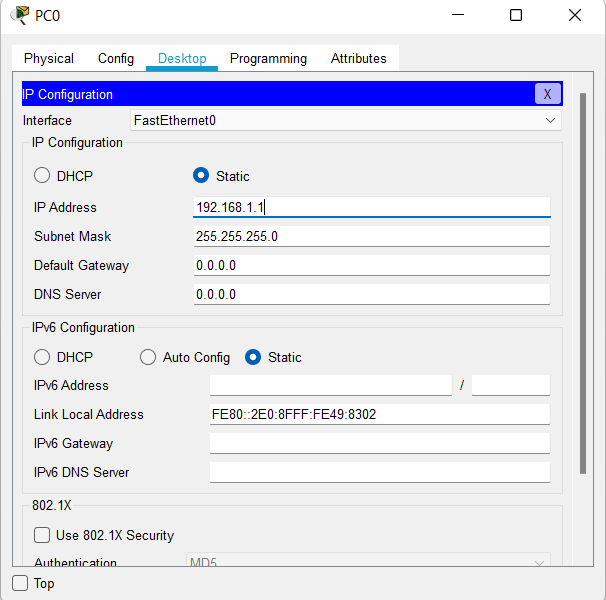 PC0
Physical Config Desktop Programming Attributes
IP Configuration X
Interface FastEthernet0
IP Configuration
DHCP Static
IP Address 192.168.1.1
Subnet Mask 255.255.255.0
Default Gateway 0.0.0.0
DNS Server 0.0.0.0
IPv6 Configuration
DHCP Auto Config Static
IPv6 Address /
Link Local Address FE80::2E0:8FFF:FE49:8302
IPv6 Gateway
IPv6 DNS Server
802.1X
Use 802.1X Security
Authentication MD5
Top